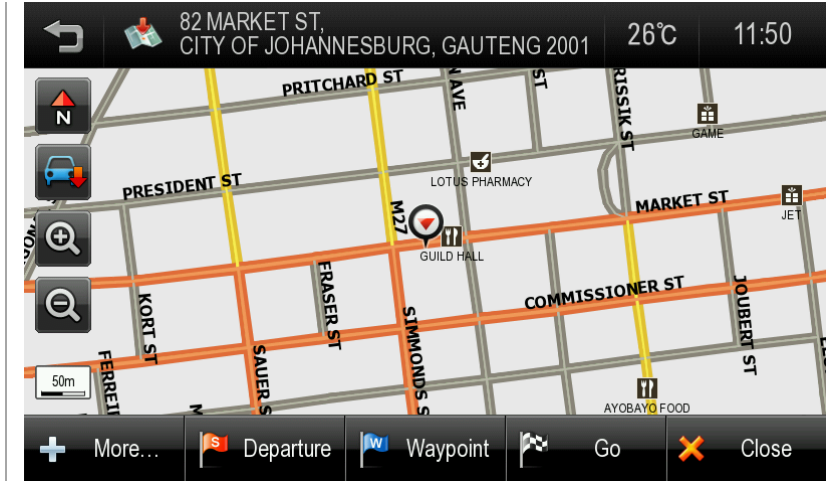 82 MARKET ST,
CITY OF JOHANNESBURG, GAUTENG 2001
26℃
11:50
N
PRITCHARD ST
N AVE
ST
RISSIK ST
GAME
PRESIDENT ST
LOTUS PHARMACY
M27
MARKET ST
JET
GUILD HALL
FRASER ST
COMMISSIONER ST
KORT ST
SIMMONDS S
JOUBERT ST
SAUER S
FERREI
50m
AYOBAYO FOOD
More...
S
Departure
W
Waypoint
Go
Close